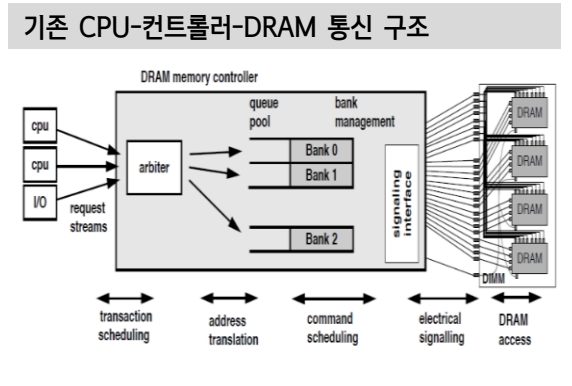 기존 CPU-컨트롤러-DRAM 통신 구조
DRAM memory controller
queue
pool
bank
management
cpu
cpu
I/O
request
streams
arbiter
Bank 0
Bank 1
Bank 2
signaling
interface
DRAM
DRAM
DRAM
DRAM
DIMM
transaction
scheduling
address
translation
command
scheduling
electrical
signalling
DRAM
access